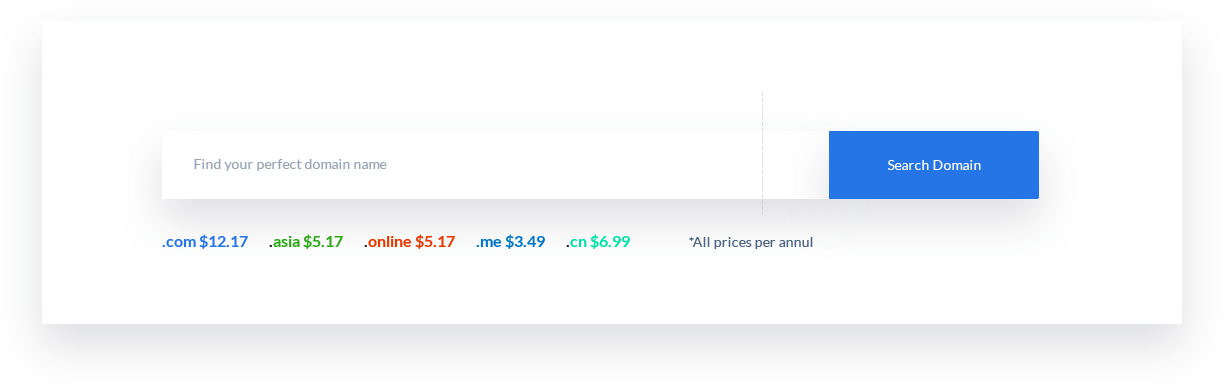 Find your perfect domain name
Search Domain
.com $12.17 .asia $5.17 .online $5.17 .me $3.49 .cn $6.99 *All prices per annul